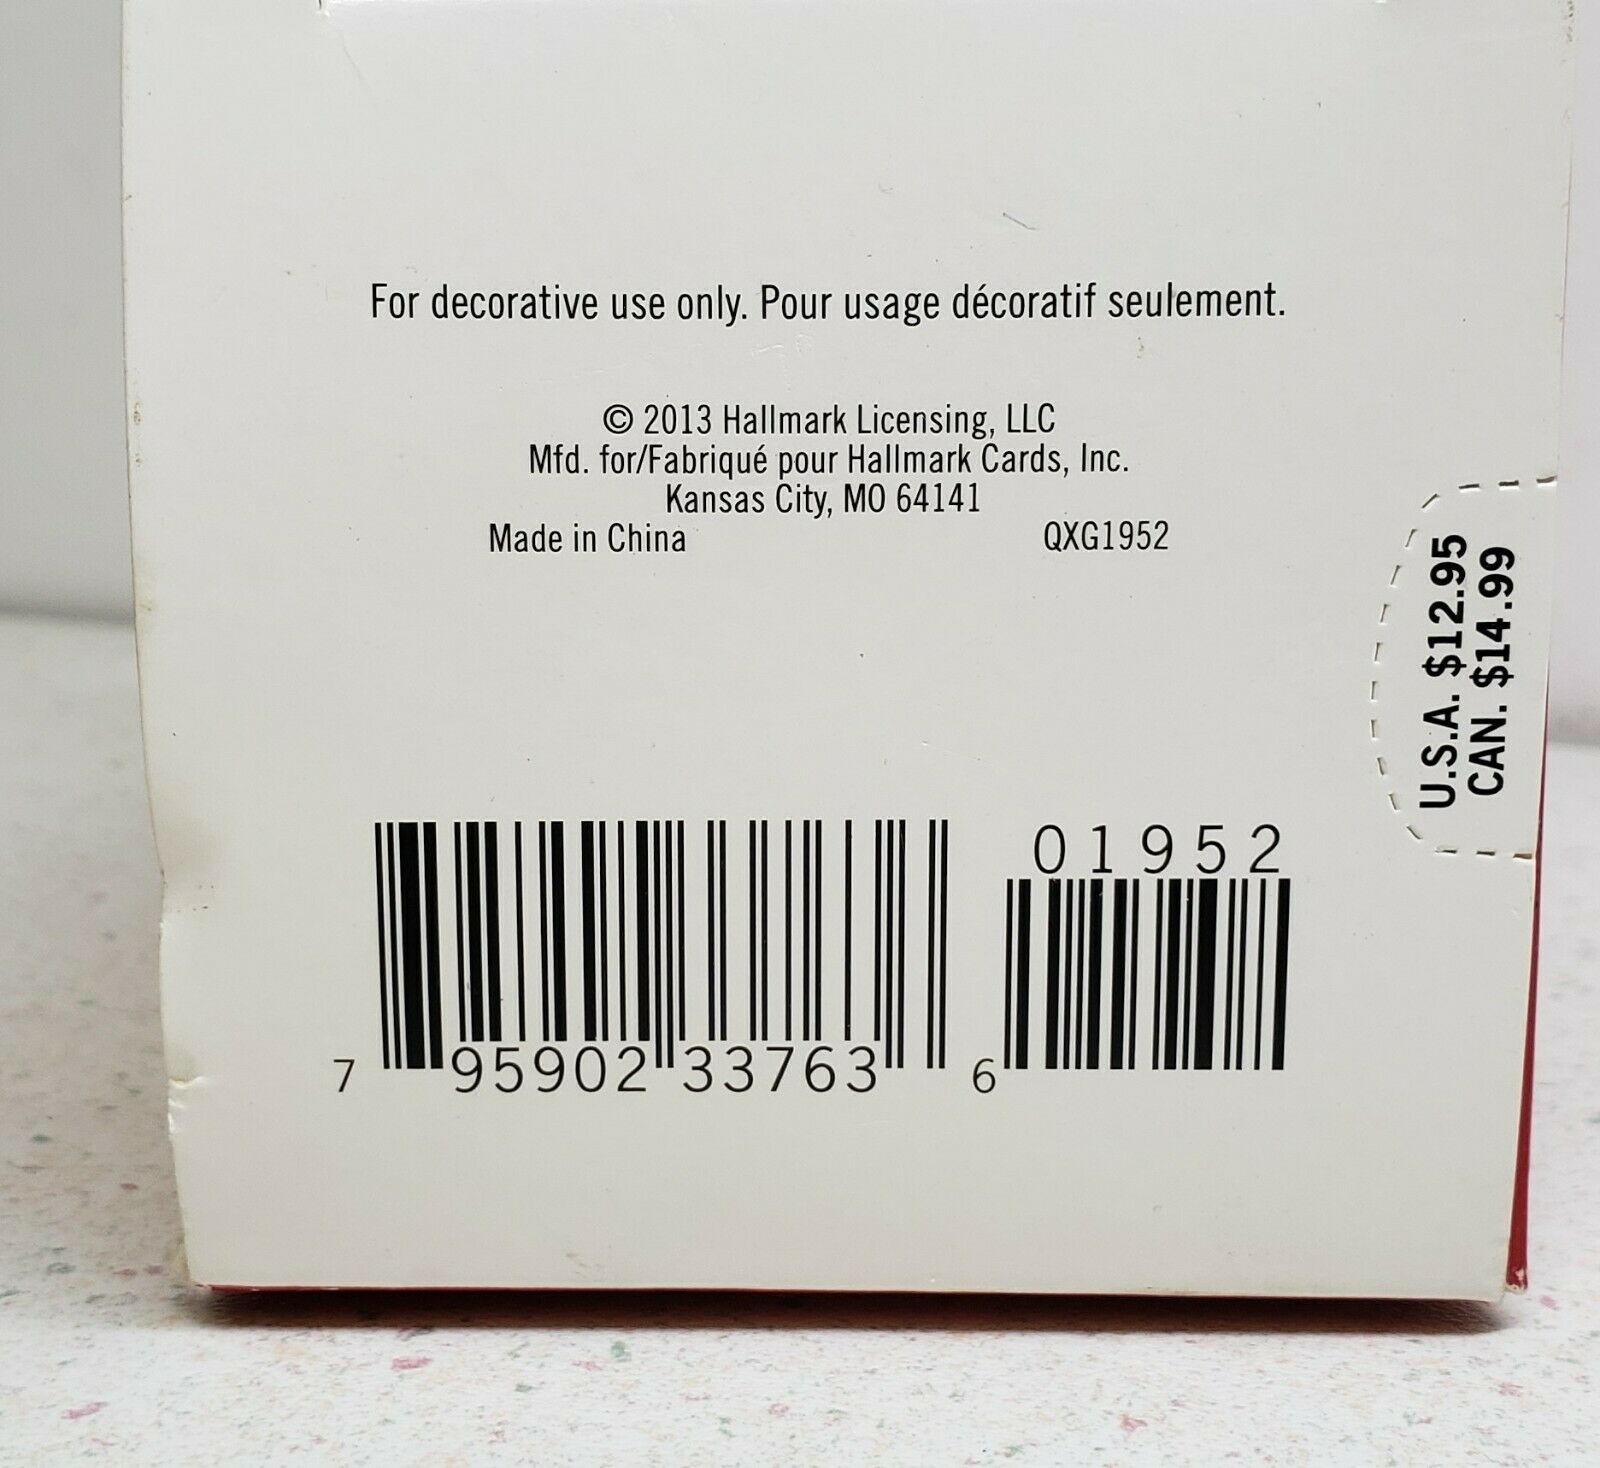 For decorative use only. Pour usage décoratif seulement.
© 2013 Hallmark Licensing, LLC
Mfd. for/Fabriqué pour Hallmark Cards, Inc.
Kansas City, MO 64141
Made in China QXG1952
U.S.A. $12.95
CAN. $14.99
01952
7 95902 33763 6